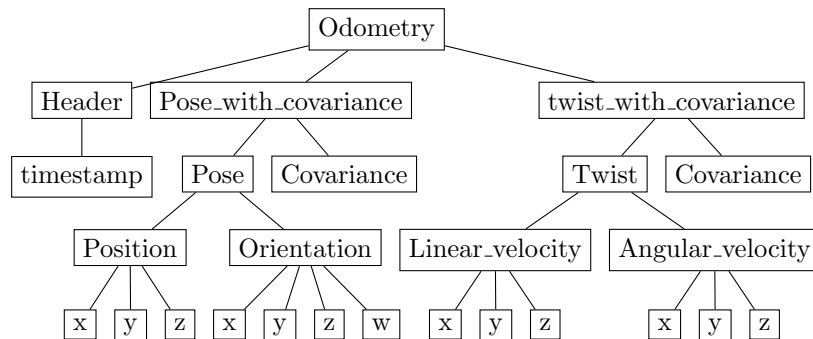 Odometry
Header Pose_with_covariance twist_with_covariance
timestamp Pose Covariance Twist Covariance
Position Orientation Linear_velocity Angular_velocity
x y z x y z w x y z x y z